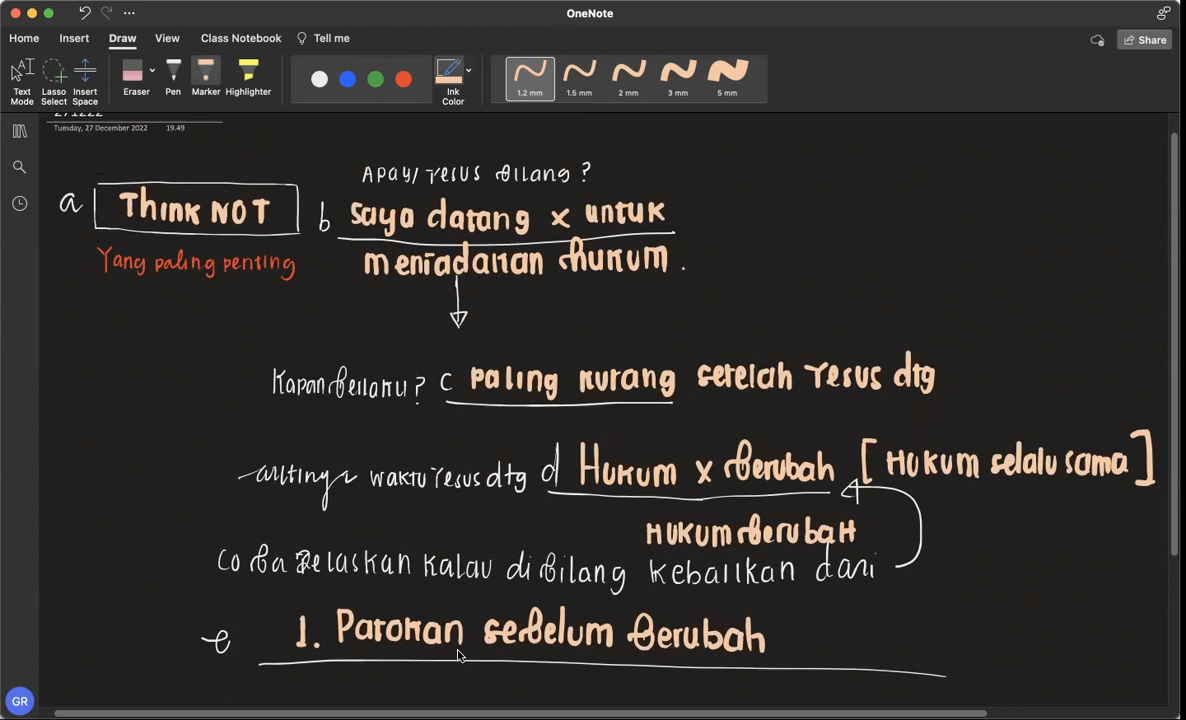 OneNote
Home Insert Draw View Class Notebook Tell me Share
Text Mode Lasso Select Insert Space Eraser Pen Marker Highlighter Ink Color 1.2 mm 1.5 mm 2 mm 3 mm 5 mm
271222
Tuesday, 27 December 2022 19.49
Apa yg Yesus bilang ?
a Think NOT b saya datang x untuk
Yang paling penting meniadakan hukum .
Kapan berlaku? c paling kurang setelah Yesus dtg
artinya waktu Yesus dtg d Hukum x berubah [Hukum selalu sama]
HUKUM berubaH
Coba jelaskan kalau dibilang kebalikan dari
e 1. Patokan sebelum berubah
GR